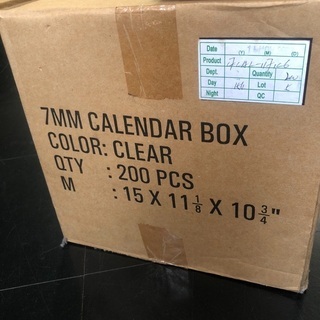 Date
Product
Dept. Quantity
Day Lot
Night QC
7MM CALENDAR BOX
COLOR: CLEAR
QTY : 200 PCS
M : 15 X 11 1/8 X 10 3/4"